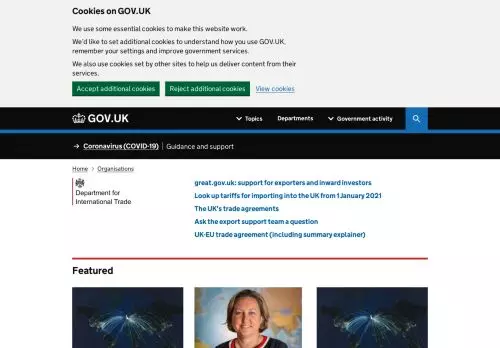 Cookies on GOV.UK
We use some essential cookies to make this website work.
We'd like to set additional cookies to understand how you use GOV.UK,
remember your settings and improve government services.
We also use cookies set by other sites to help us deliver content from their
services.
Accept additional cookies Reject additional cookies View cookies
GOV.UK Topics Departments Government activity
Coronavirus (COVID-19) Guidance and support
Home Organisations
Department for
International Trade
great.gov.uk: support for exporters and inward investors
Look up tariffs for importing into the UK from 1 January 2021
The UK's trade agreements
Ask the export support team a question
UK-EU trade agreement (including summary explainer)
Featured